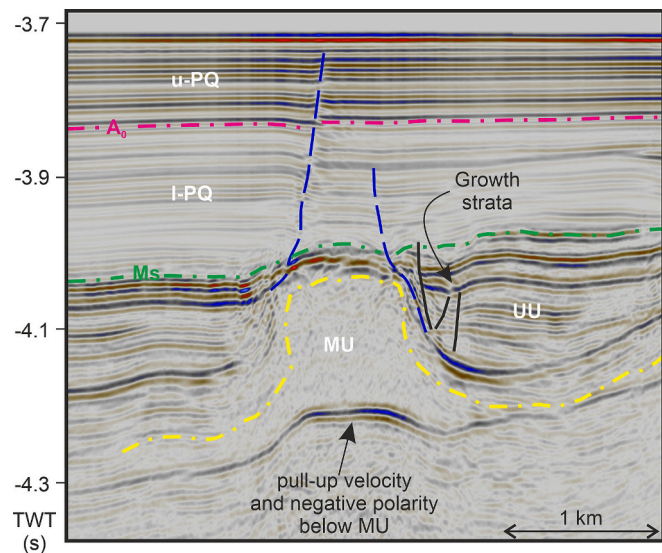 -3.7
u-PQ
A₀
-3.9
l-PQ
Growth
strata
Ms
-4.1
MU
UU
-4.3
pull-up velocity
and negative polarity
below MU
TWT
(s)
1 km